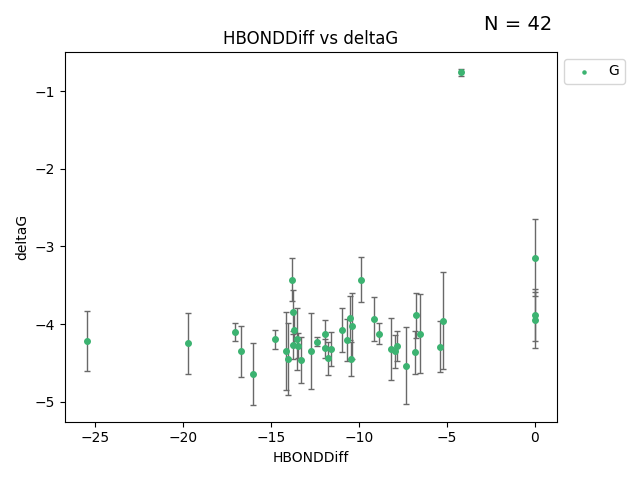 N = 42
HBONDDiff vs deltaG
G
−1
−2
−3
−4
−5
deltaG
−25 −20 −15 −10 −5 0
HBONDDiff